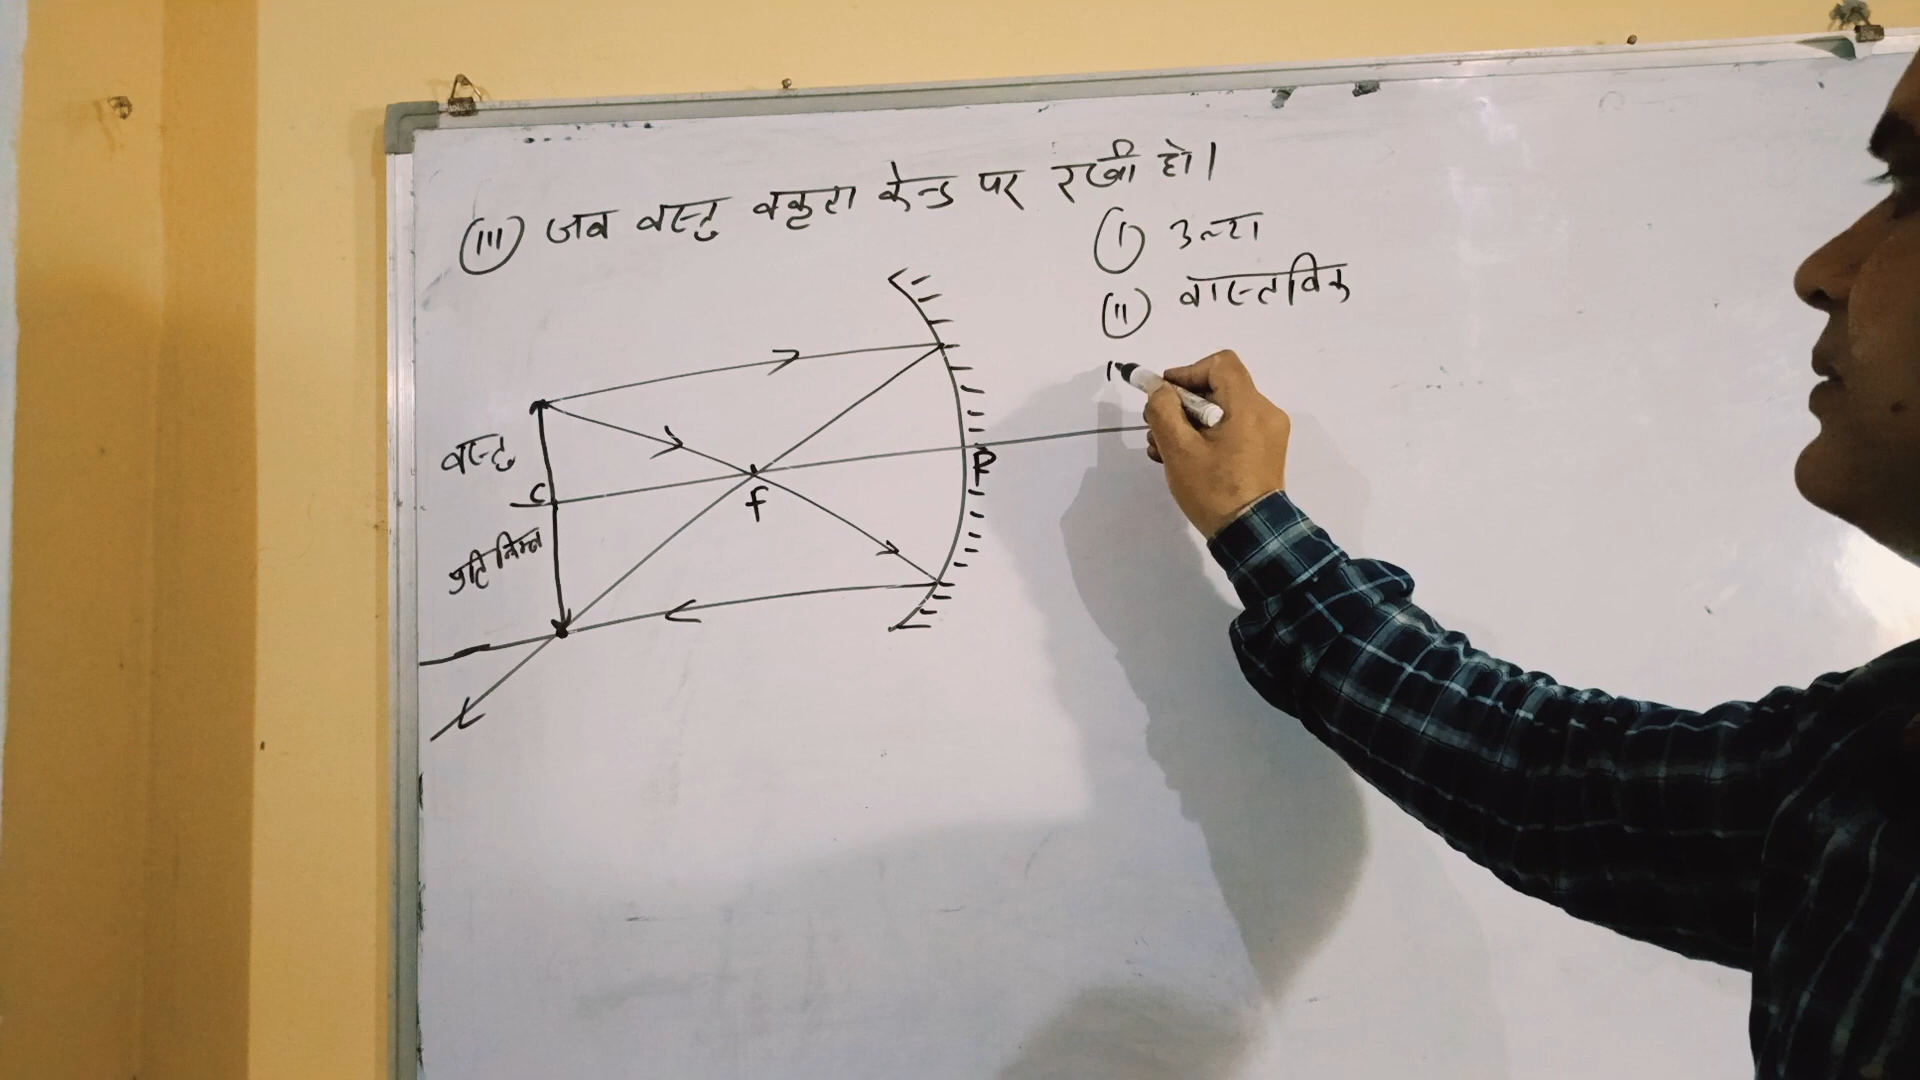 (III) जब वस्तु वक्रता केन्द्र पर रखी हो।
(I) उल्टा
(II) वास्तविक
वस्तु
C
F
P
प्रतिबिम्ब